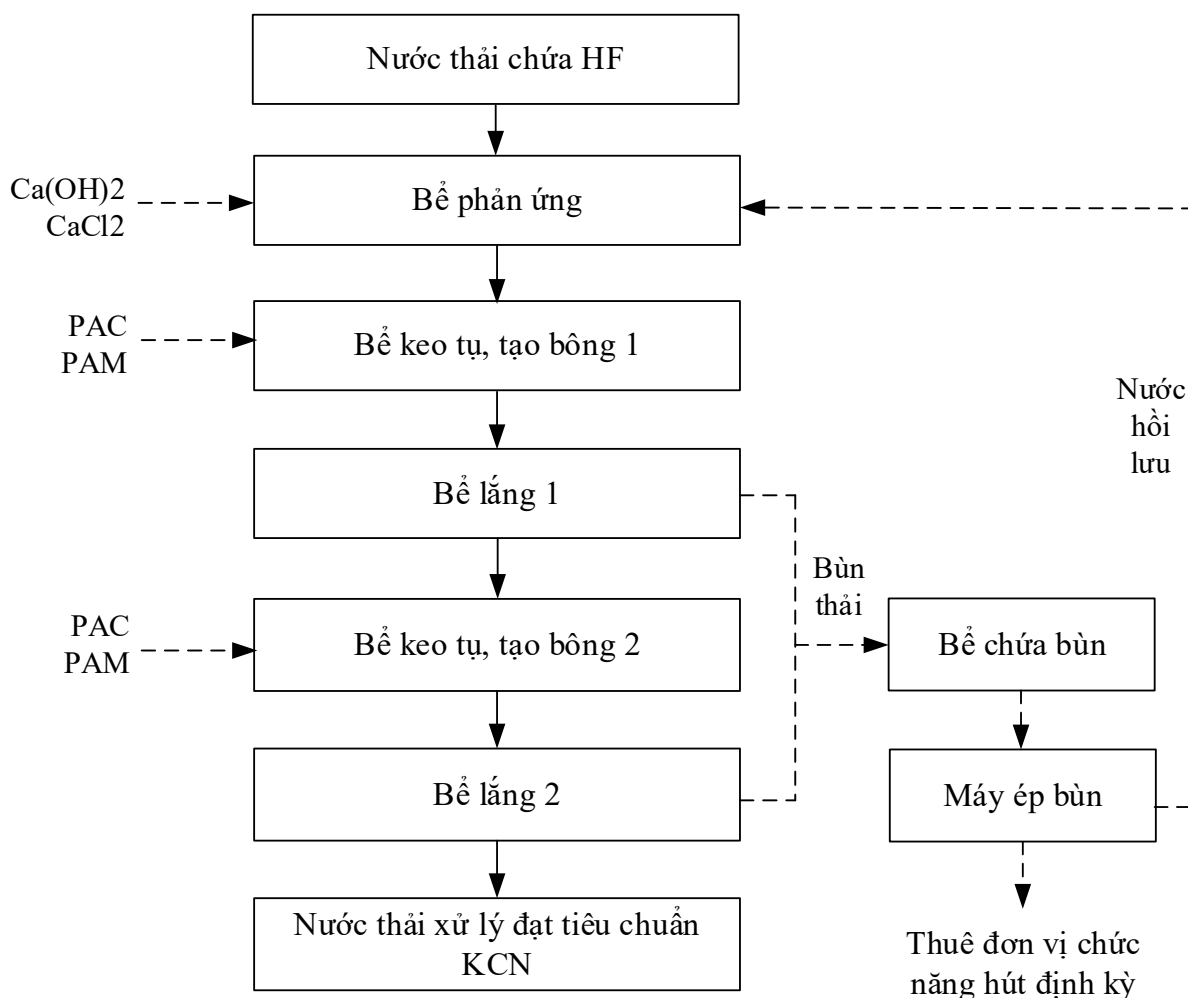 Nước thải chứa HF
Ca(OH)2
CaCl2
Bể phản ứng
PAC
PAM
Bể keo tụ, tạo bông 1
Nước
hồi
lưu
Bể lắng 1
Bùn
thải
PAC
PAM
Bể keo tụ, tạo bông 2
Bể chứa bùn
Bể lắng 2
Máy ép bùn
Nước thải xử lý đạt tiêu chuẩn
KCN
Thuê đơn vị chức
năng hút định kỳ